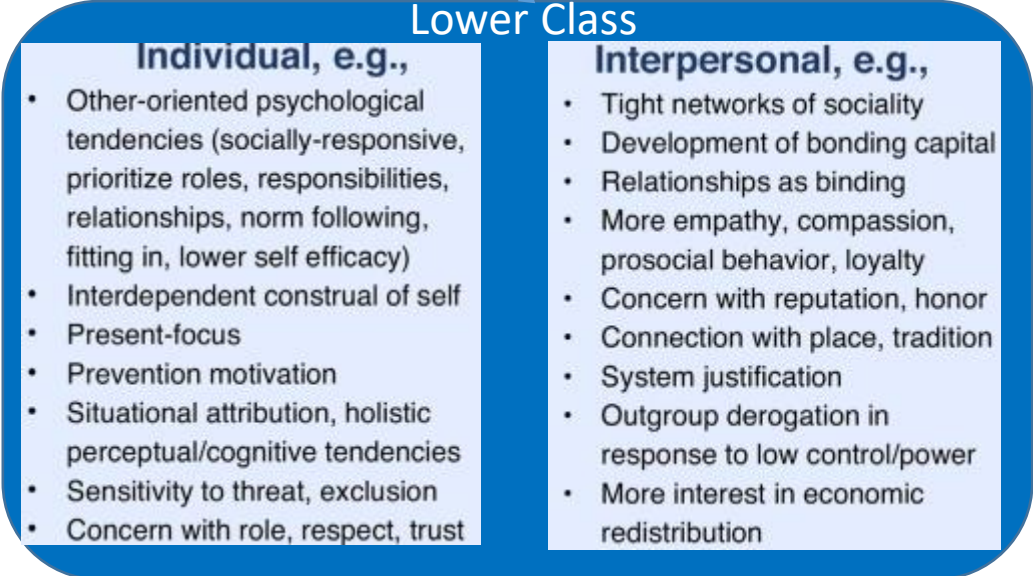 Lower Class
Individual, e.g.,
• Other-oriented psychological
tendencies (socially-responsive,
prioritize roles, responsibilities,
relationships, norm following,
fitting in, lower self efficacy)
• Interdependent construal of self
• Present-focus
• Prevention motivation
• Situational attribution, holistic
perceptual/cognitive tendencies
• Sensitivity to threat, exclusion
• Concern with role, respect, trust
Interpersonal, e.g.,
• Tight networks of sociality
• Development of bonding capital
• Relationships as binding
• More empathy, compassion,
prosocial behavior, loyalty
• Concern with reputation, honor
• Connection with place, tradition
• System justification
• Outgroup derogation in
response to low control/power
• More interest in economic
redistribution